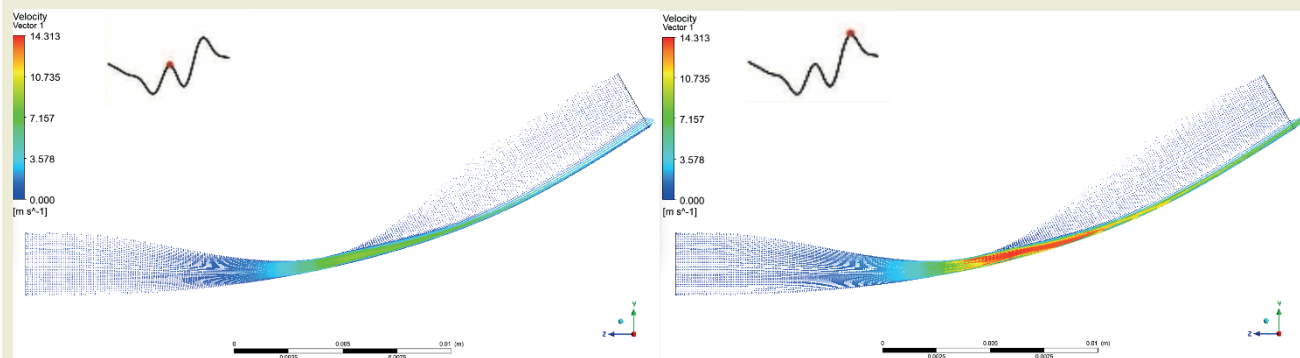 Velocity
Vector 1
14.313
10.735
7.157
3.578
0.000
[m s^-1]
0
0.005
0.01 (m)
0.0025
0.0075
Y
Z
Velocity
Vector 1
14.313
10.735
7.157
3.578
0.000
[m s^-1]
0
0.005
0.01 (m)
0.0025
0.0075
Y
Z